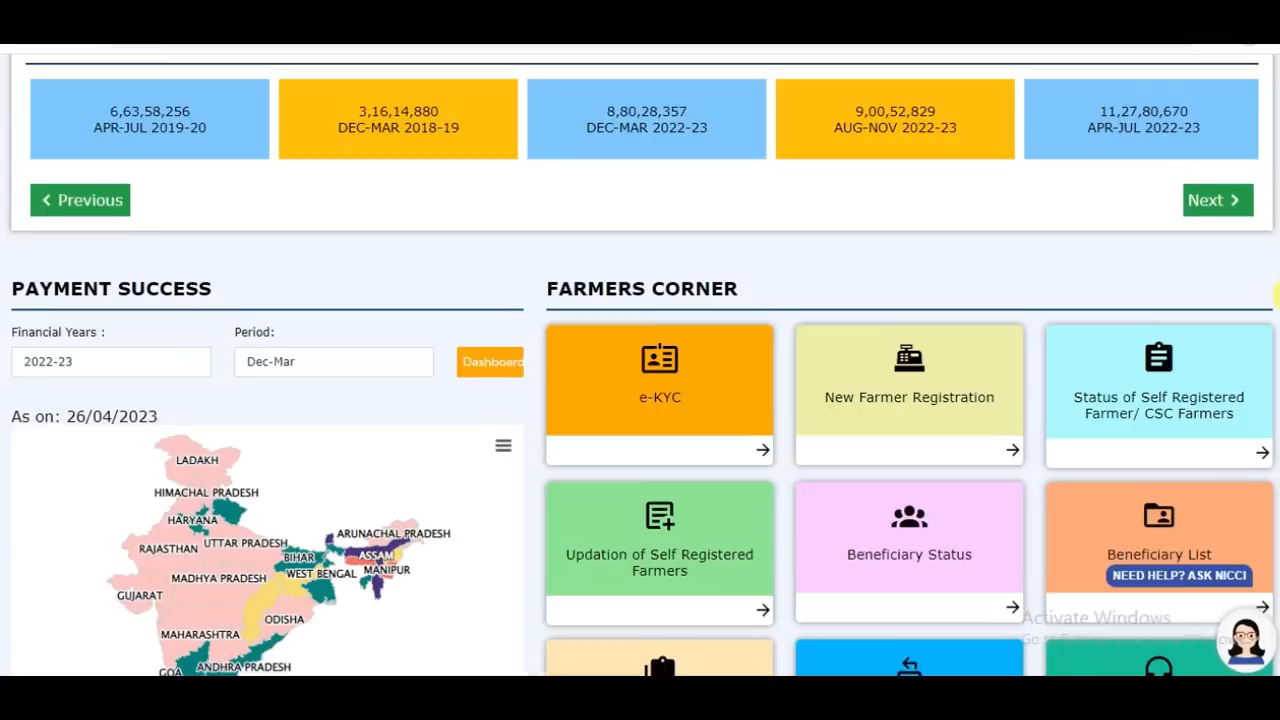 6,63,58,256
APR-JUL 2019-20
3,16,14,880
DEC-MAR 2018-19
8,80,28,357
DEC-MAR 2022-23
9,00,52,829
AUG-NOV 2022-23
11,27,80,670
APR-JUL 2022-23
Previous
Next
PAYMENT SUCCESS
Financial Years :
Period:
2022-23
Dec-Mar
Dashboard
As on: 26/04/2023
LADAKH
HIMACHAL PRADESH
HARYANA
UTTAR PRADESH
RAJASTHAN
ARUNACHAL PRADESH
ASSAM
BIHAR
MANIPUR
WEST BENGAL
MADHYA PRADESH
GUJARAT
ODISHA
MAHARASHTRA
ANDHRA PRADESH
GOA
FARMERS CORNER
e-KYC
New Farmer Registration
Status of Self Registered
Farmer/ CSC Farmers
Updation of Self Registered
Farmers
Beneficiary Status
Beneficiary List
NEED HELP? ASK NICCI
Activate Windows
Go to